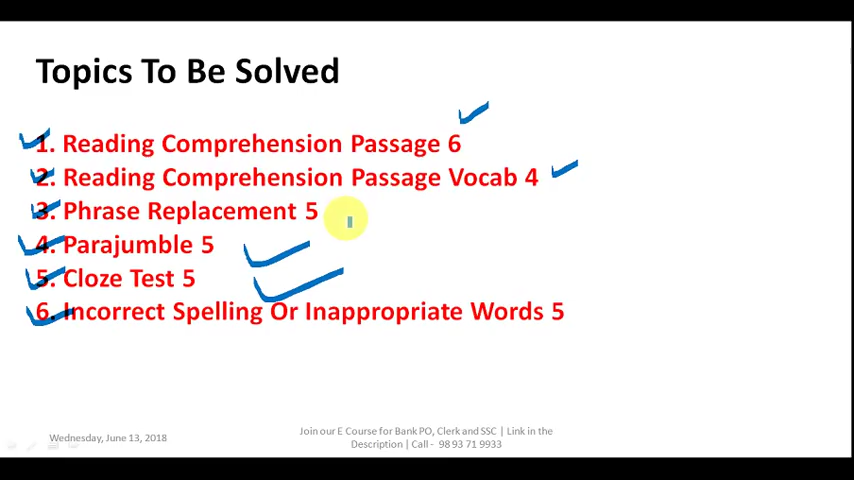 Topics To Be Solved
1. Reading Comprehension Passage 6
2. Reading Comprehension Passage Vocab 4
3. Phrase Replacement 5
4. Parajumble 5
5. Cloze Test 5
6. Incorrect Spelling Or Inappropriate Words 5
Wednesday, June 13, 2018
Join our E Course for Bank PO, Clerk and SSC | Link in the
Description | Call - 98 93 71 9933